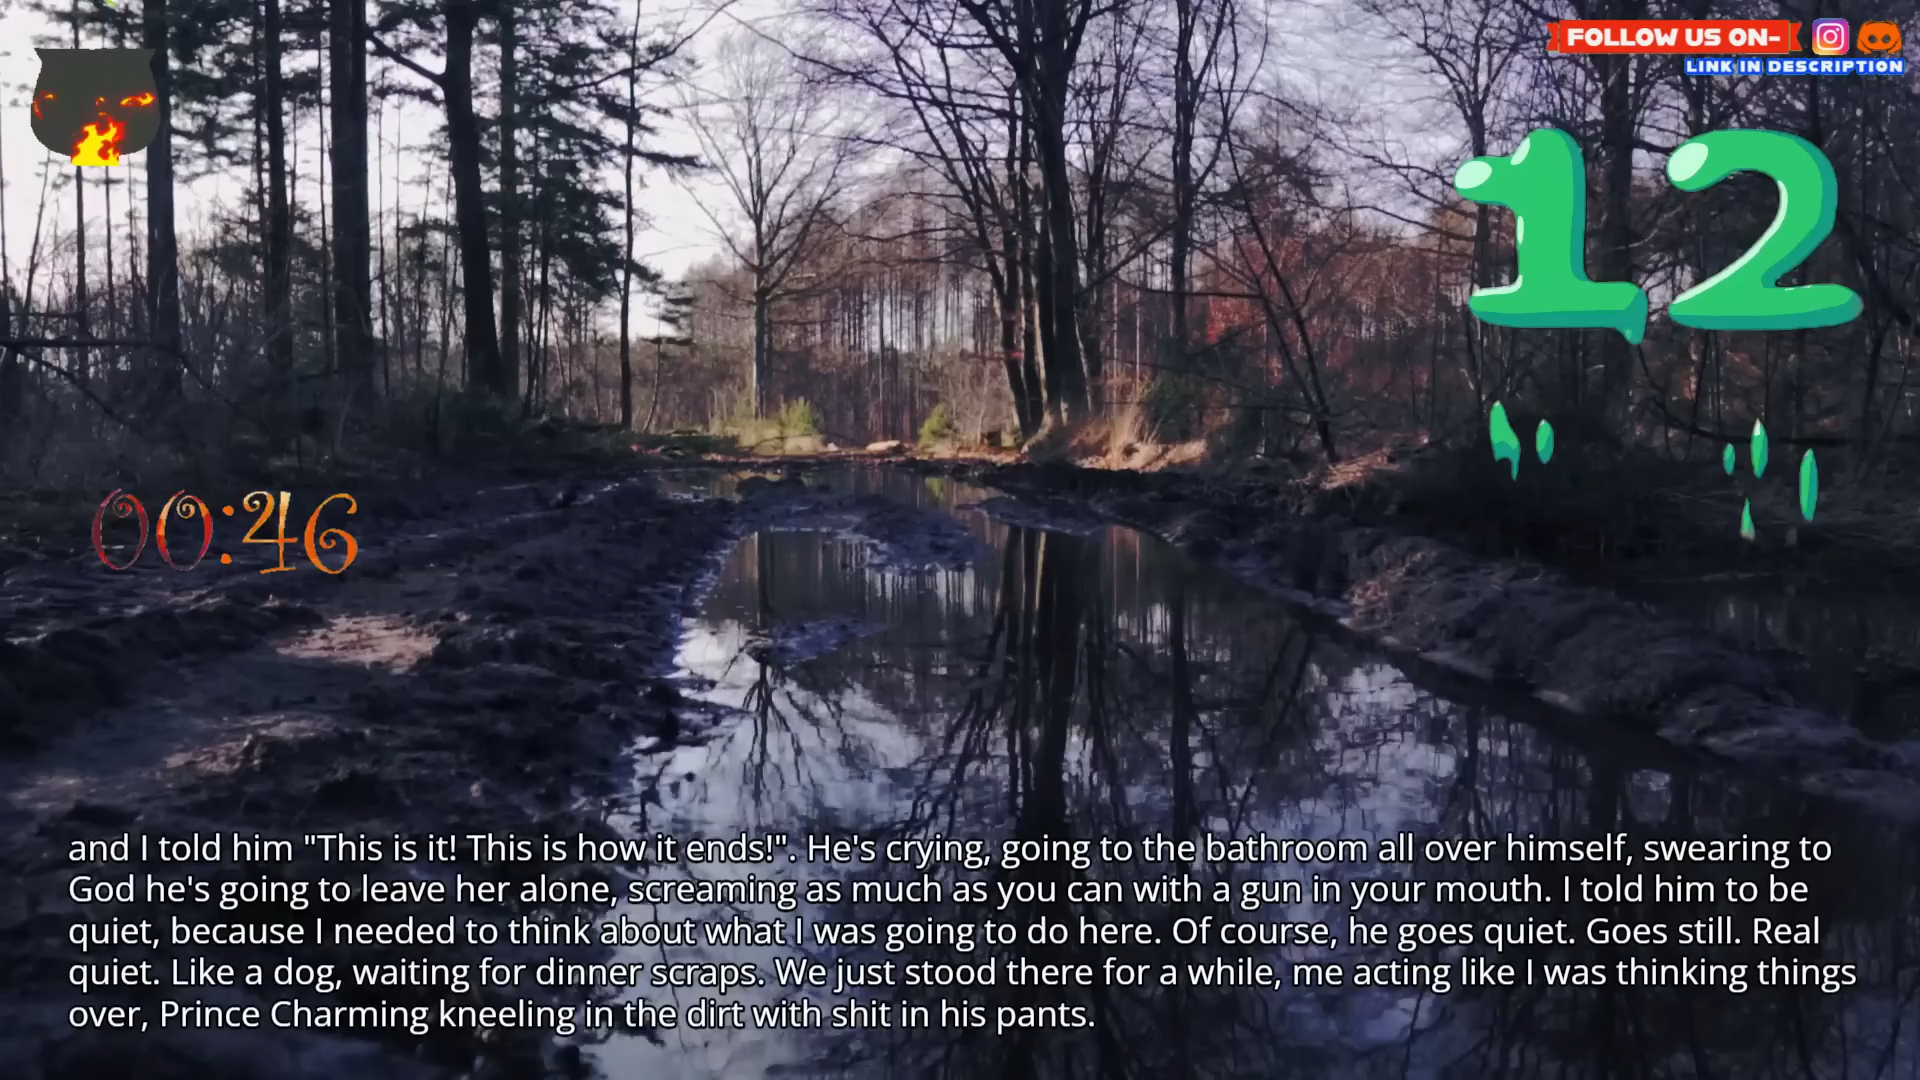 FOLLOW US ON-
LINK IN DESCRIPTION
12
00:46
and I told him "This is it! This is how it ends!". He's crying, going to the bathroom all over himself, swearing to
God he's going to leave her alone, screaming as much as you can with a gun in your mouth. I told him to be
quiet, because I needed to think about what I was going to do here. Of course, he goes quiet. Goes still. Real
quiet. Like a dog, waiting for dinner scraps. We just stood there for a while, me acting like I was thinking things
over, Prince Charming kneeling in the dirt with shit in his pants.